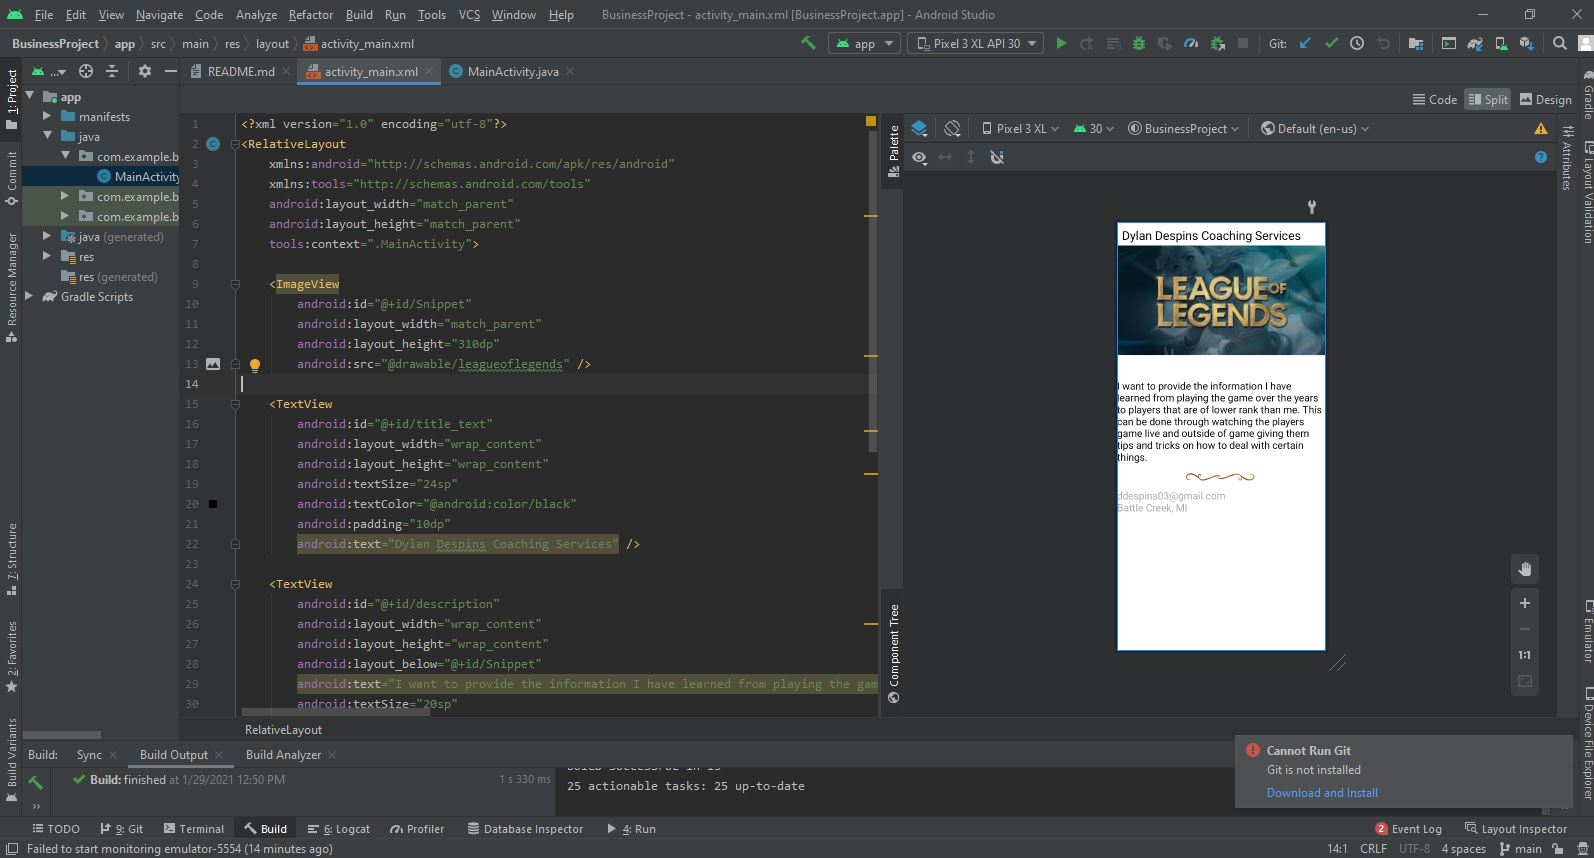 File Edit View Navigate Code Analyze Refactor Build Run Tools VCS Window Help BusinessProject - activity_main.xml [BusinessProject.app] - Android Studio
BusinessProject app src main res layout activity_main.xml app Pixel 3 XL API 30 Git:
... README.md activity_main.xml MainActivity.java
Code Split Design
1: Project
Commit
Resource Manager
7: Structure
2: Favorites
Build Variants
app
manifests
java
com.example.b
MainActivity
com.example.b
com.example.b
java (generated)
res
res (generated)
Gradle Scripts
1 <?xml version="1.0" encoding="utf-8"?>
2 <RelativeLayout
3 xmlns:android="http://schemas.android.com/apk/res/android"
4 xmlns:tools="http://schemas.android.com/tools"
5 android:layout_width="match_parent"
6 android:layout_height="match_parent"
7 tools:context=".MainActivity">
8
9 <ImageView
10 android:id="@+id/Snippet"
11 android:layout_width="match_parent"
12 android:layout_height="310dp"
13 android:src="@drawable/leagueoflegends" />
14
15 <TextView
16 android:id="@+id/title_text"
17 android:layout_width="wrap_content"
18 android:layout_height="wrap_content"
19 android:textSize="24sp"
20 android:textColor="@android:color/black"
21 android:padding="10dp"
22 android:text="Dylan Despins Coaching Services" />
23
24 <TextView
25 android:id="@+id/description"
26 android:layout_width="wrap_content"
27 android:layout_height="wrap_content"
28 android:layout_below="@+id/Snippet"
29 android:text="I want to provide the information I have learned from playing the gam
30 android:textSize="20sp"
RelativeLayout
Palette
Component Tree
Pixel 3 XL 30 BusinessProject Default (en-us)
Dylan Despins Coaching Services
LEAGUE OF
LEGENDS
I want to provide the information I have
learned from playing the game over the years
to players that are of lower rank than me. This
can be done through watching the players
game live and outside of game giving them
tips and tricks on how to deal with certain
things.
ddespins03@gmail.com
Battle Creek, MI
1:1
Gradle
Attributes
Layout Validation
Emulator
Device File Explorer
Build: Sync Build Output Build Analyzer
Build: finished at 1/29/2021 12:50 PM 1 s 330 ms
BUILD SUCCESSFUL in 1s
25 actionable tasks: 25 up-to-date
Cannot Run Git
Git is not installed
Download and Install
TODO 9: Git Terminal Build 6: Logcat Profiler Database Inspector 4: Run 2 Event Log Layout Inspector
Failed to start monitoring emulator-5554 (14 minutes ago) 14:1 CRLF UTF-8 4 spaces main